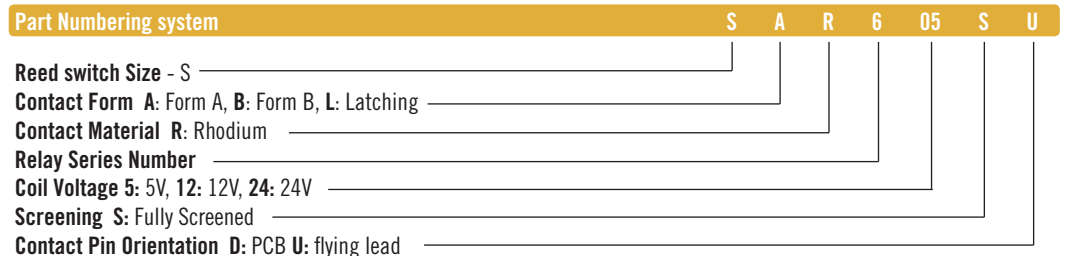 Part Numbering system S A R 6 05 S U
Reed switch Size - S
Contact Form A: Form A, B: Form B, L: Latching
Contact Material R: Rhodium
Relay Series Number
Coil Voltage 5: 5V, 12: 12V, 24: 24V
Screening S: Fully Screened
Contact Pin Orientation D: PCB U: flying lead